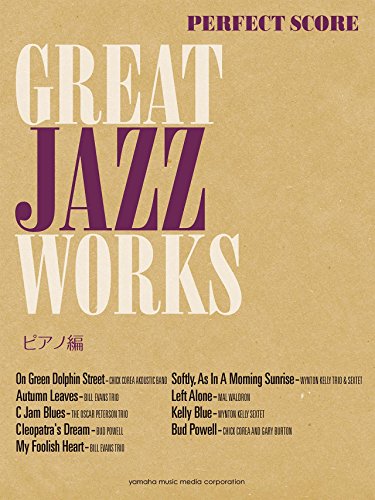 PERFECT SCORE
GREAT
JAZZ
WORKS
ピアノ編
On Green Dolphin Street - CHICK COREA ACOUSTIC BAND
Autumn Leaves - BILL EVANS TRIO
C Jam Blues - THE OSCAR PETERSON TRIO
Cleopatra's Dream - BUD POWELL
My Foolish Heart - BILL EVANS TRIO
Softly, As In A Morning Sunrise - WYNTON KELLY TRIO & SEXTET
Left Alone - MAL WALDRON
Kelly Blue - WYNTON KELLY SEXTET
Bud Powell - CHICK COREA AND GARY BURTON
yamaha music media corporation